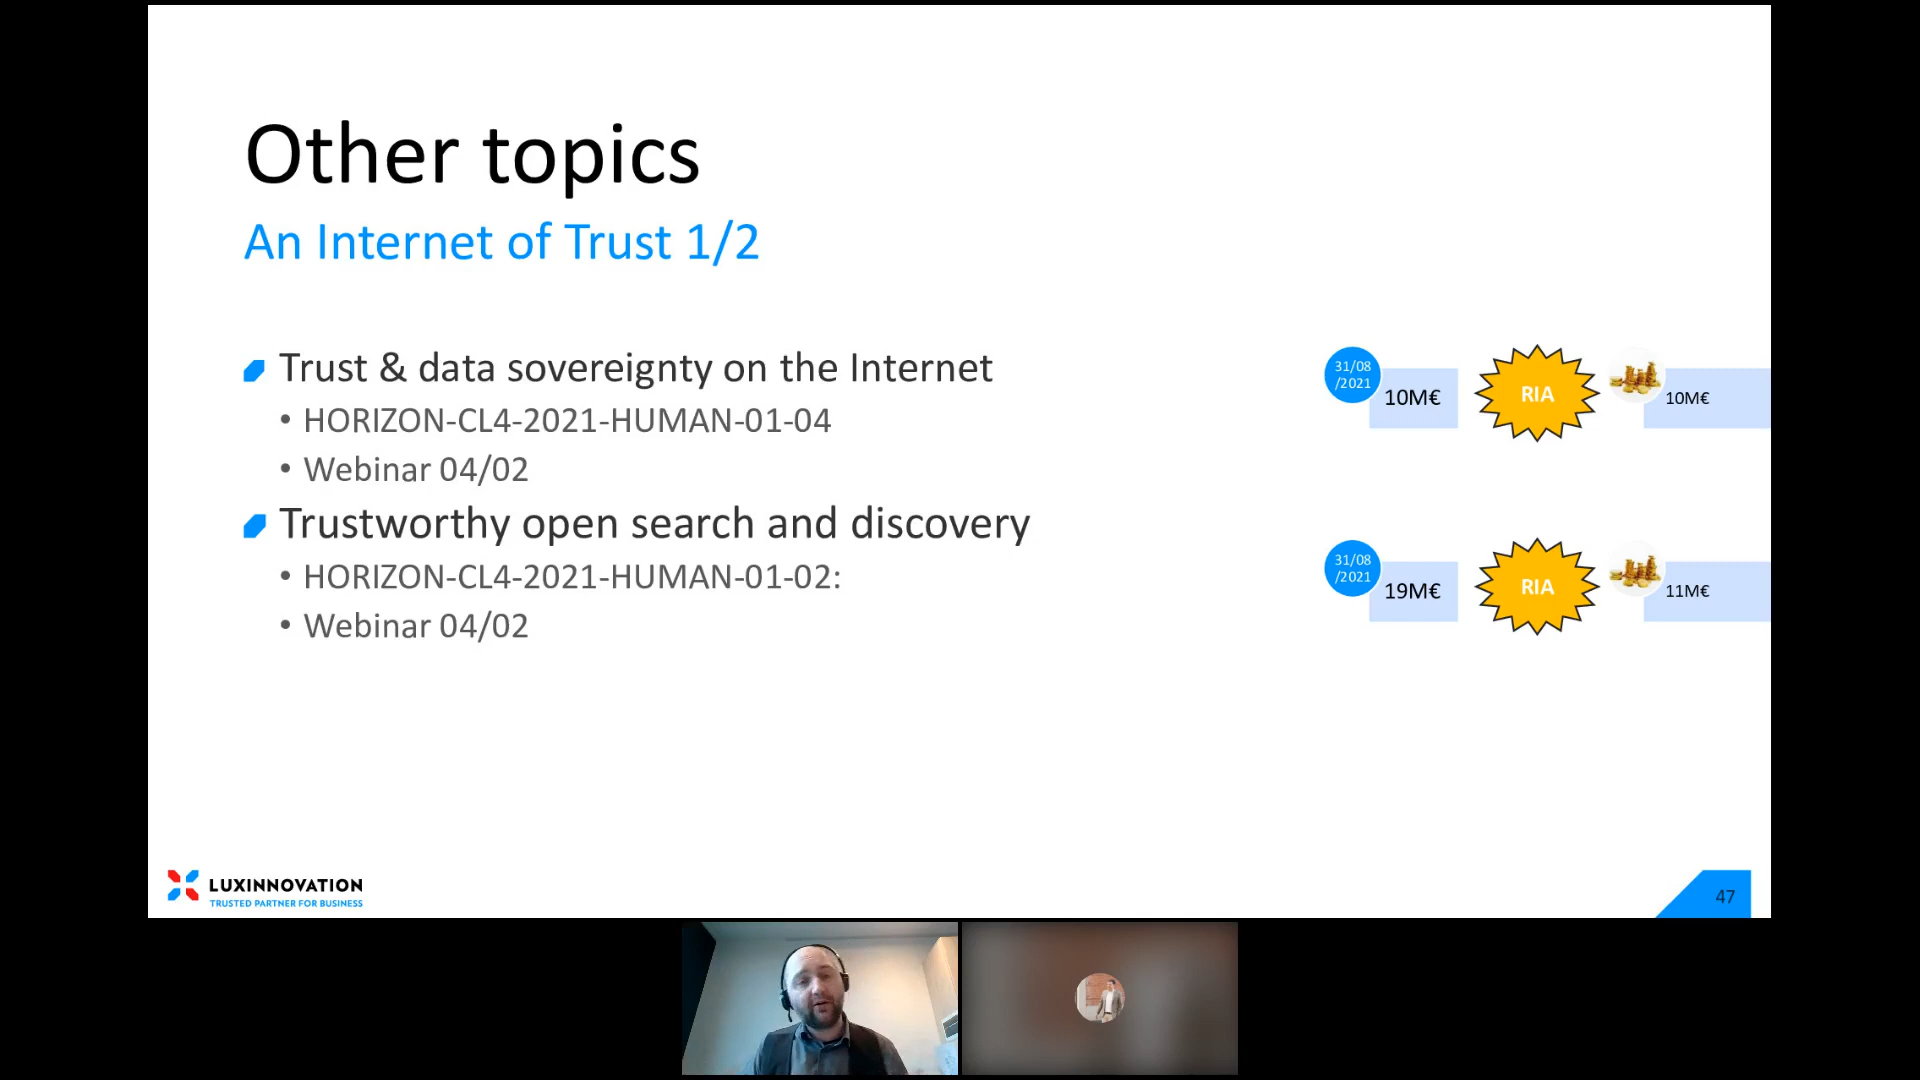 Other topics
An Internet of Trust 1/2
Trust & data sovereignty on the Internet
• HORIZON-CL4-2021-HUMAN-01-04
• Webinar 04/02
31/08
/2021
10M€
RIA
10M€
Trustworthy open search and discovery
• HORIZON-CL4-2021-HUMAN-01-02:
• Webinar 04/02
31/08
/2021
19M€
RIA
11M€
LUXINNOVATION
TRUSTED PARTNER FOR BUSINESS
47